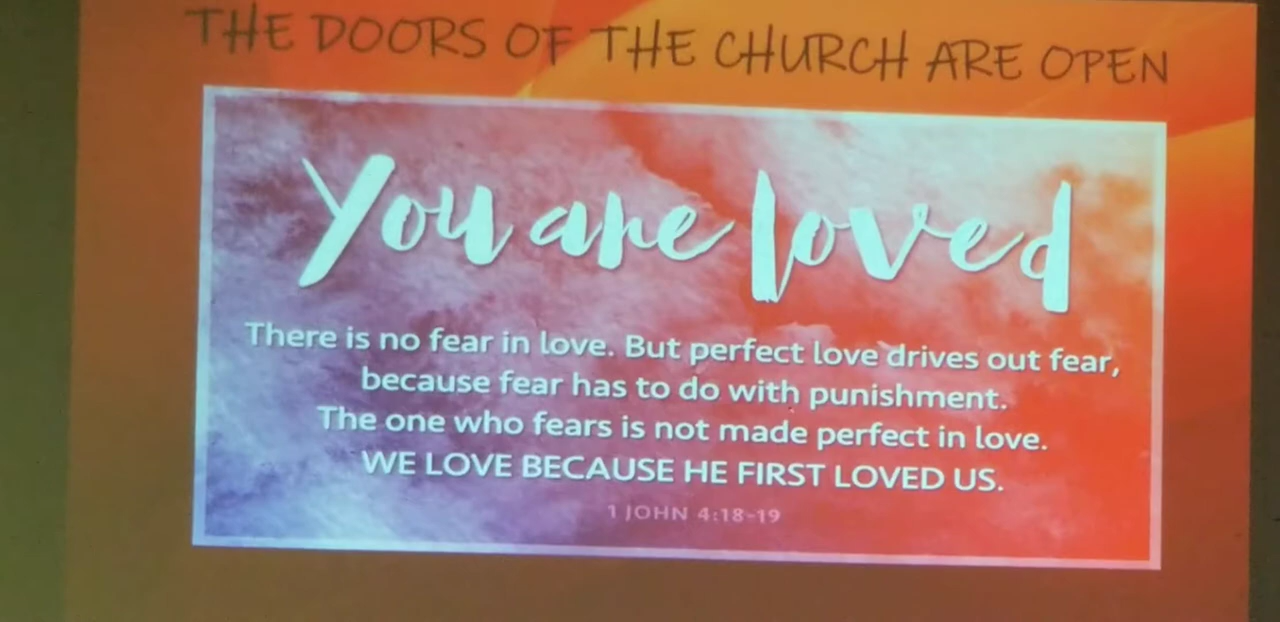 THE DOORS OF THE CHURCH ARE OPEN
You are loved
There is no fear in love. But perfect love drives out fear,
because fear has to do with punishment.
The one who fears is not made perfect in love.
WE LOVE BECAUSE HE FIRST LOVED US.
1 JOHN 4:18-19